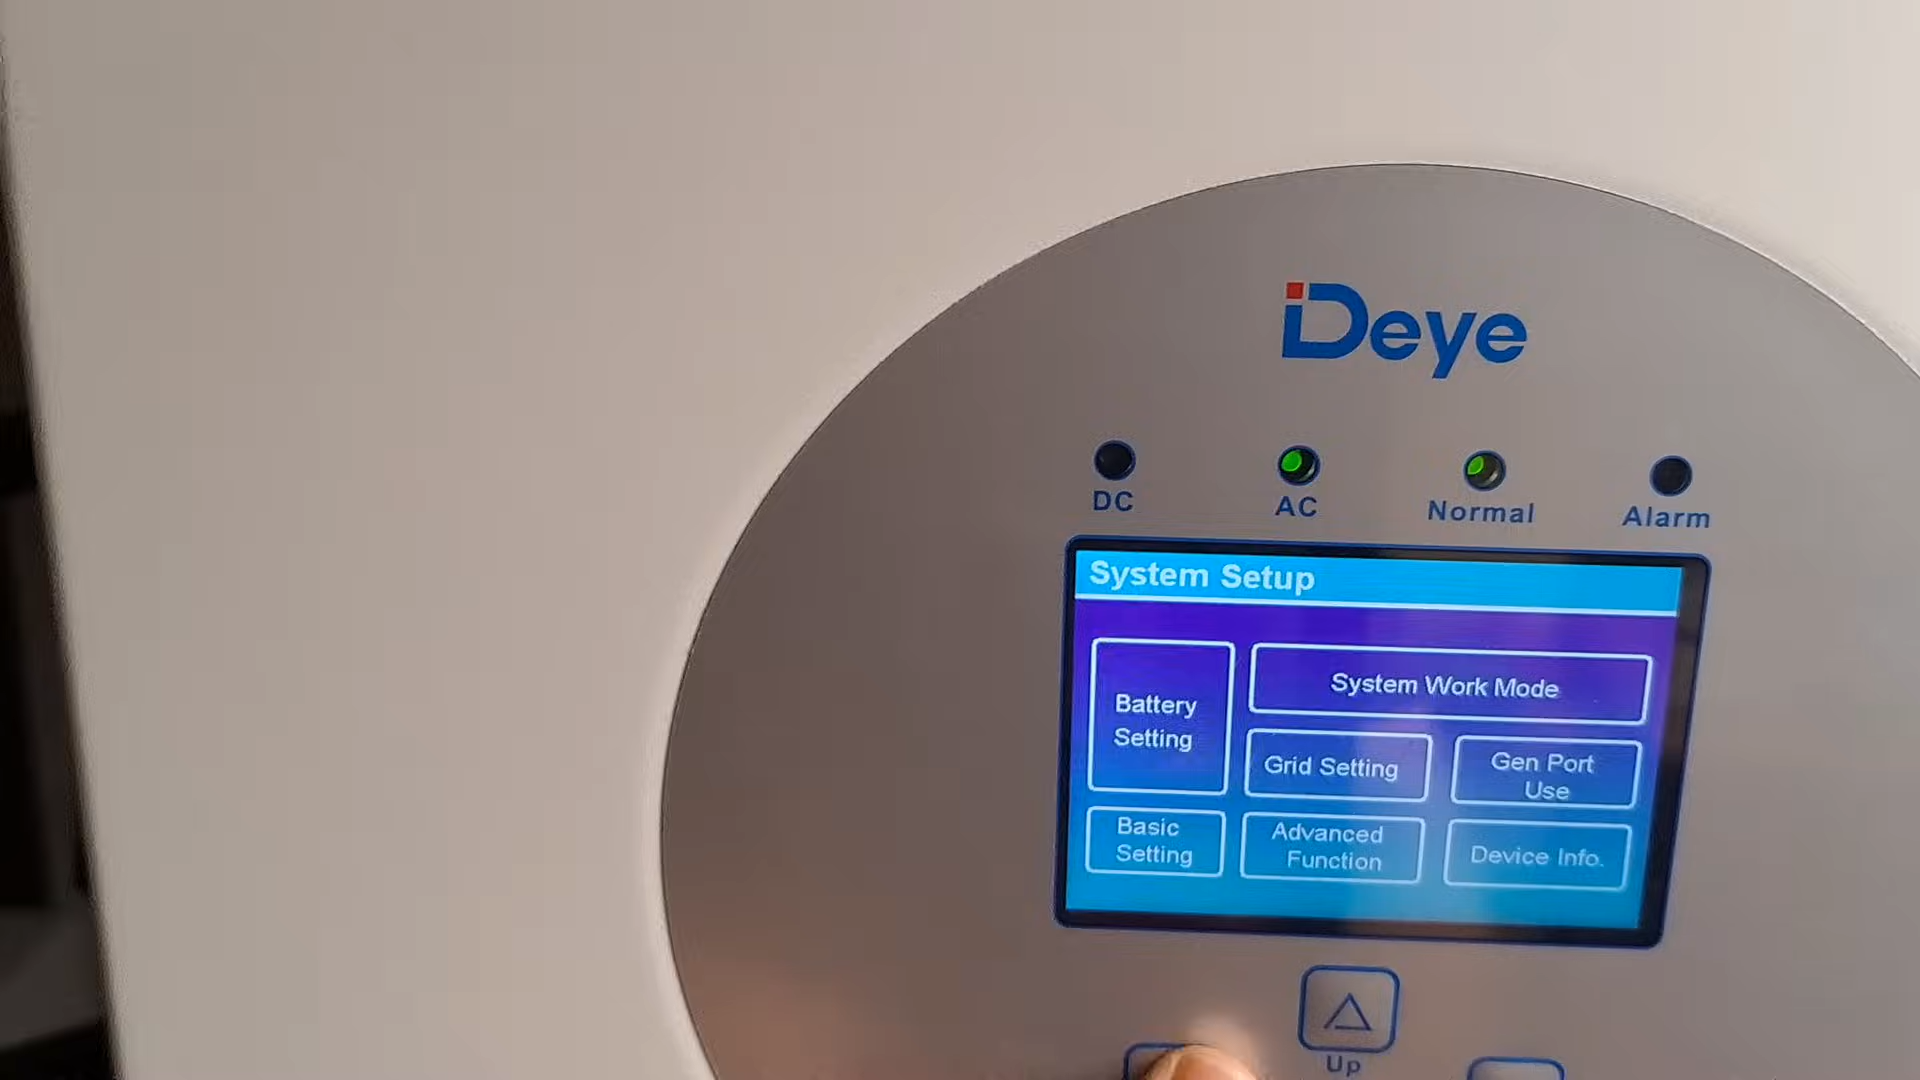 Deye
DC
AC
Normal
Alarm
System Setup
Battery
Setting
System Work Mode
Grid Setting
Gen Port
Use
Basic
Setting
Advanced
Function
Device Info.
Up